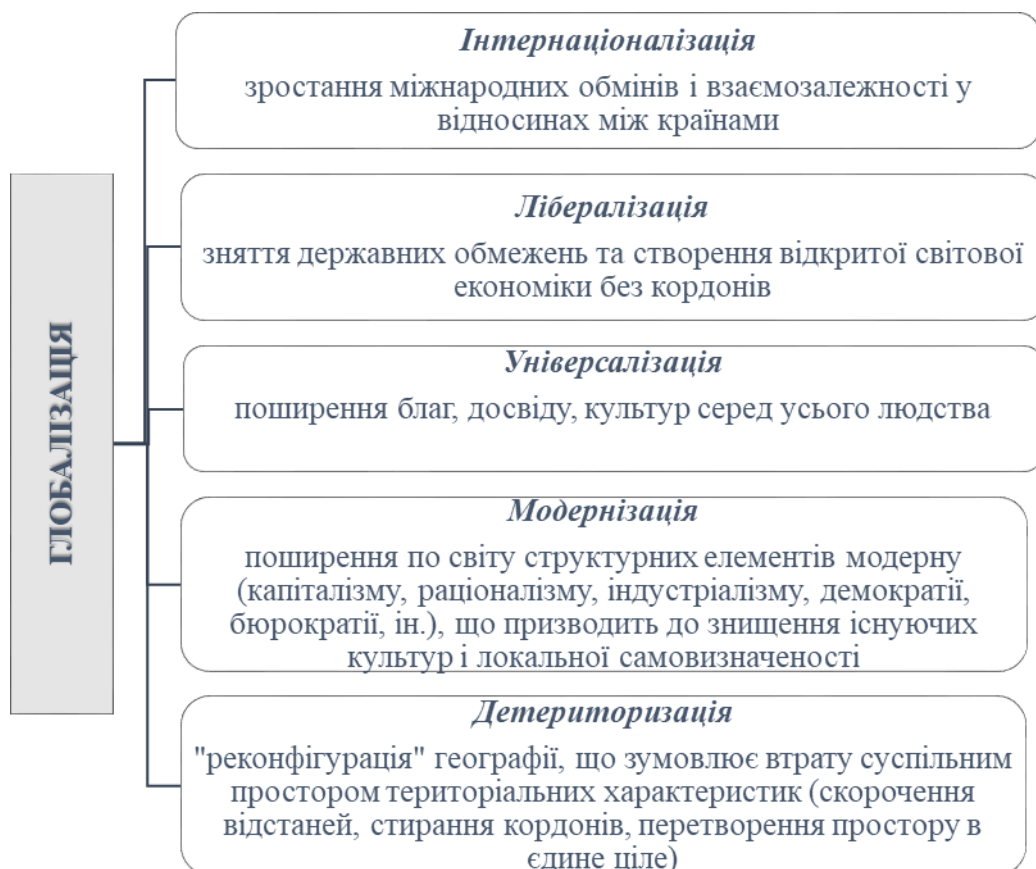 ГЛОБАЛІЗАЦІЯ
Інтернаціоналізація
зростання міжнародних обмінів і взаємозалежності у
відносинах між країнами
Лібералізація
зняття державних обмежень та створення відкритої світової
економіки без кордонів
Універсалізація
поширення благ, досвіду, культур серед усього людства
Модернізація
поширення по світу структурних елементів модерну
(капіталізму, раціоналізму, індустріалізму, демократії,
бюрократії, ін.), що призводить до знищення існуючих
культур і локальної самовизначеності
Детериторизація
"реконфігурація" географії, що зумовлює втрату суспільним
простором територіальних характеристик (скорочення
відстаней, стирання кордонів, перетворення простору в
єдине ціле)